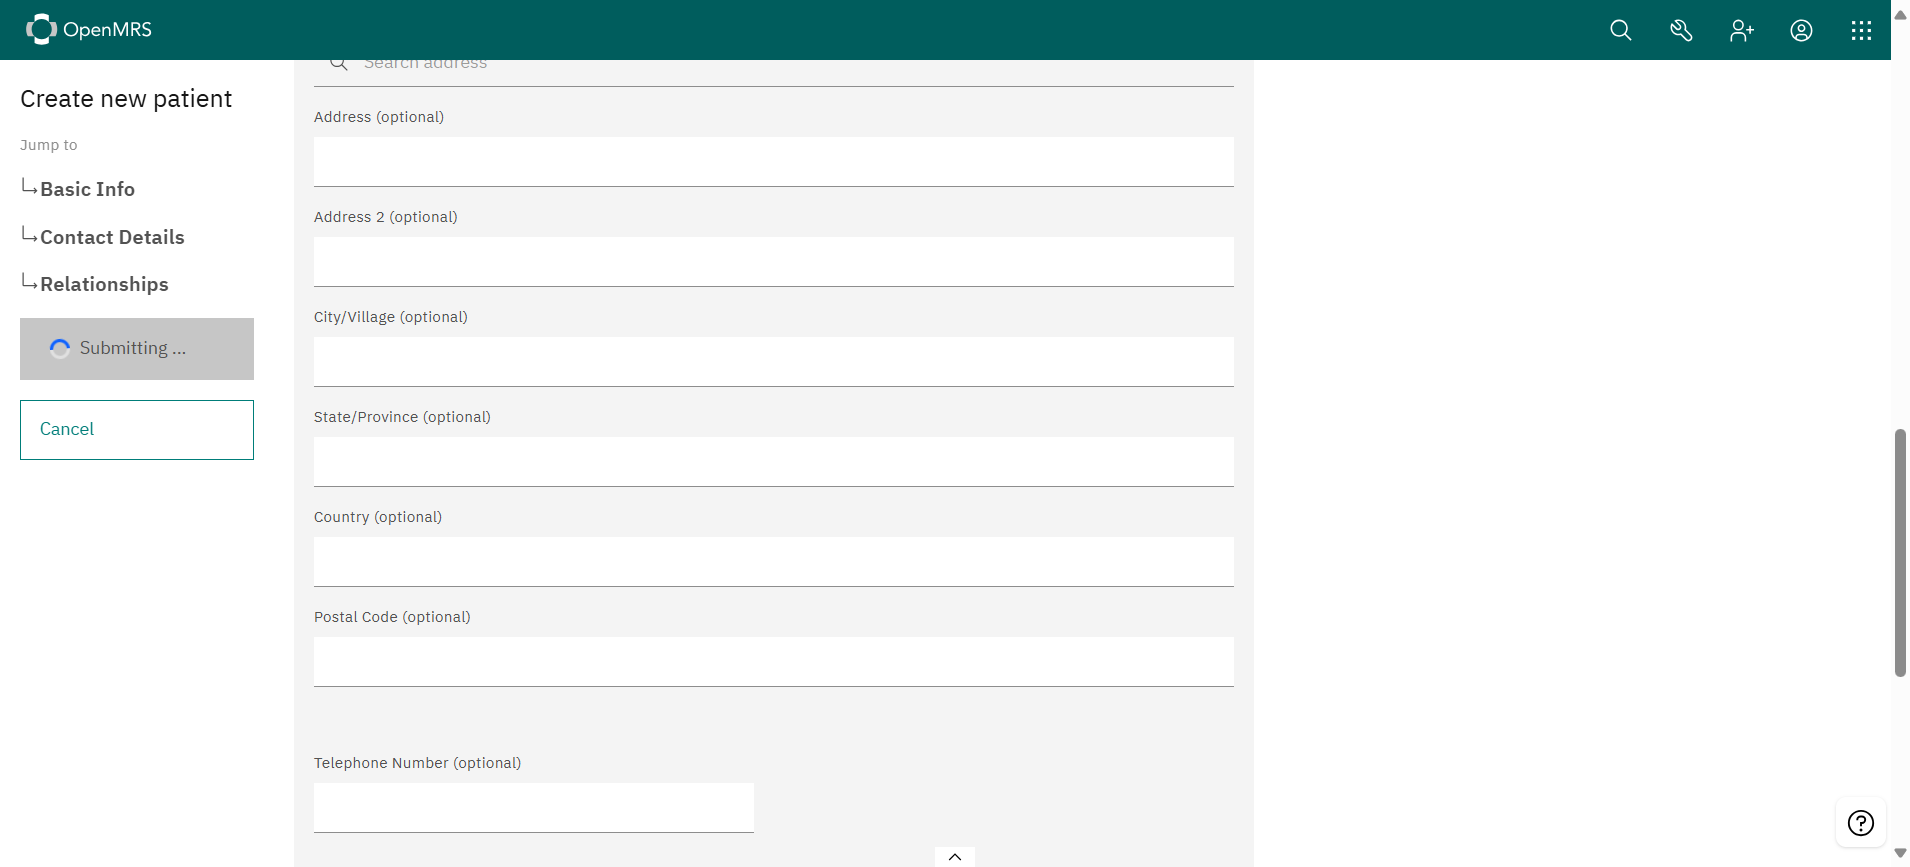 OpenMRS
Create new patient
Jump to
Basic Info
Contact Details
Relationships
Submitting ...
Cancel
Search address
Address (optional)
Address 2 (optional)
City/Village (optional)
State/Province (optional)
Country (optional)
Postal Code (optional)
Telephone Number (optional)